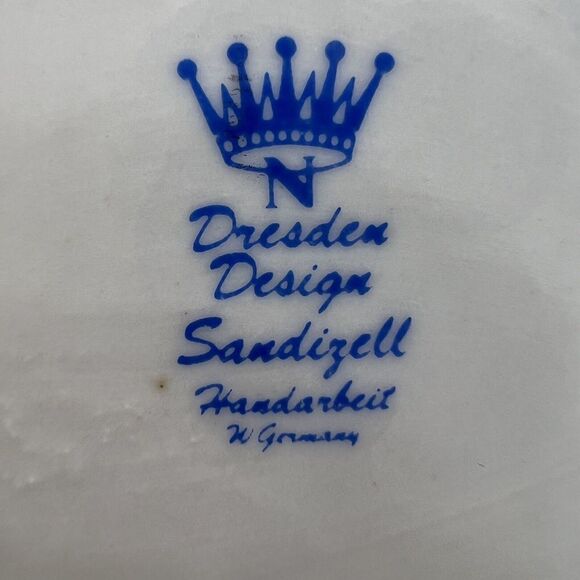 N
Dresden
Design
Sandizell
Handarbeit
W Germany